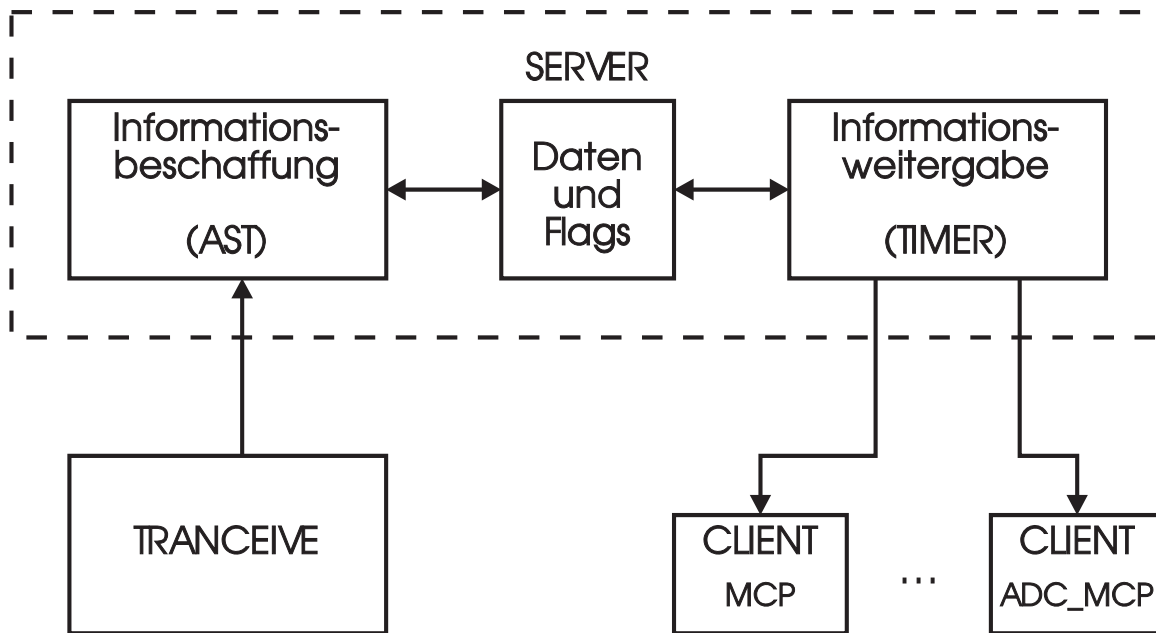 SERVER
Informations-
beschaffung
(AST)
Daten
und
Flags
Informations-
weitergabe
(TIMER)
TRANCEIVE
CLIENT
MCP
...
CLIENT
ADC_MCP